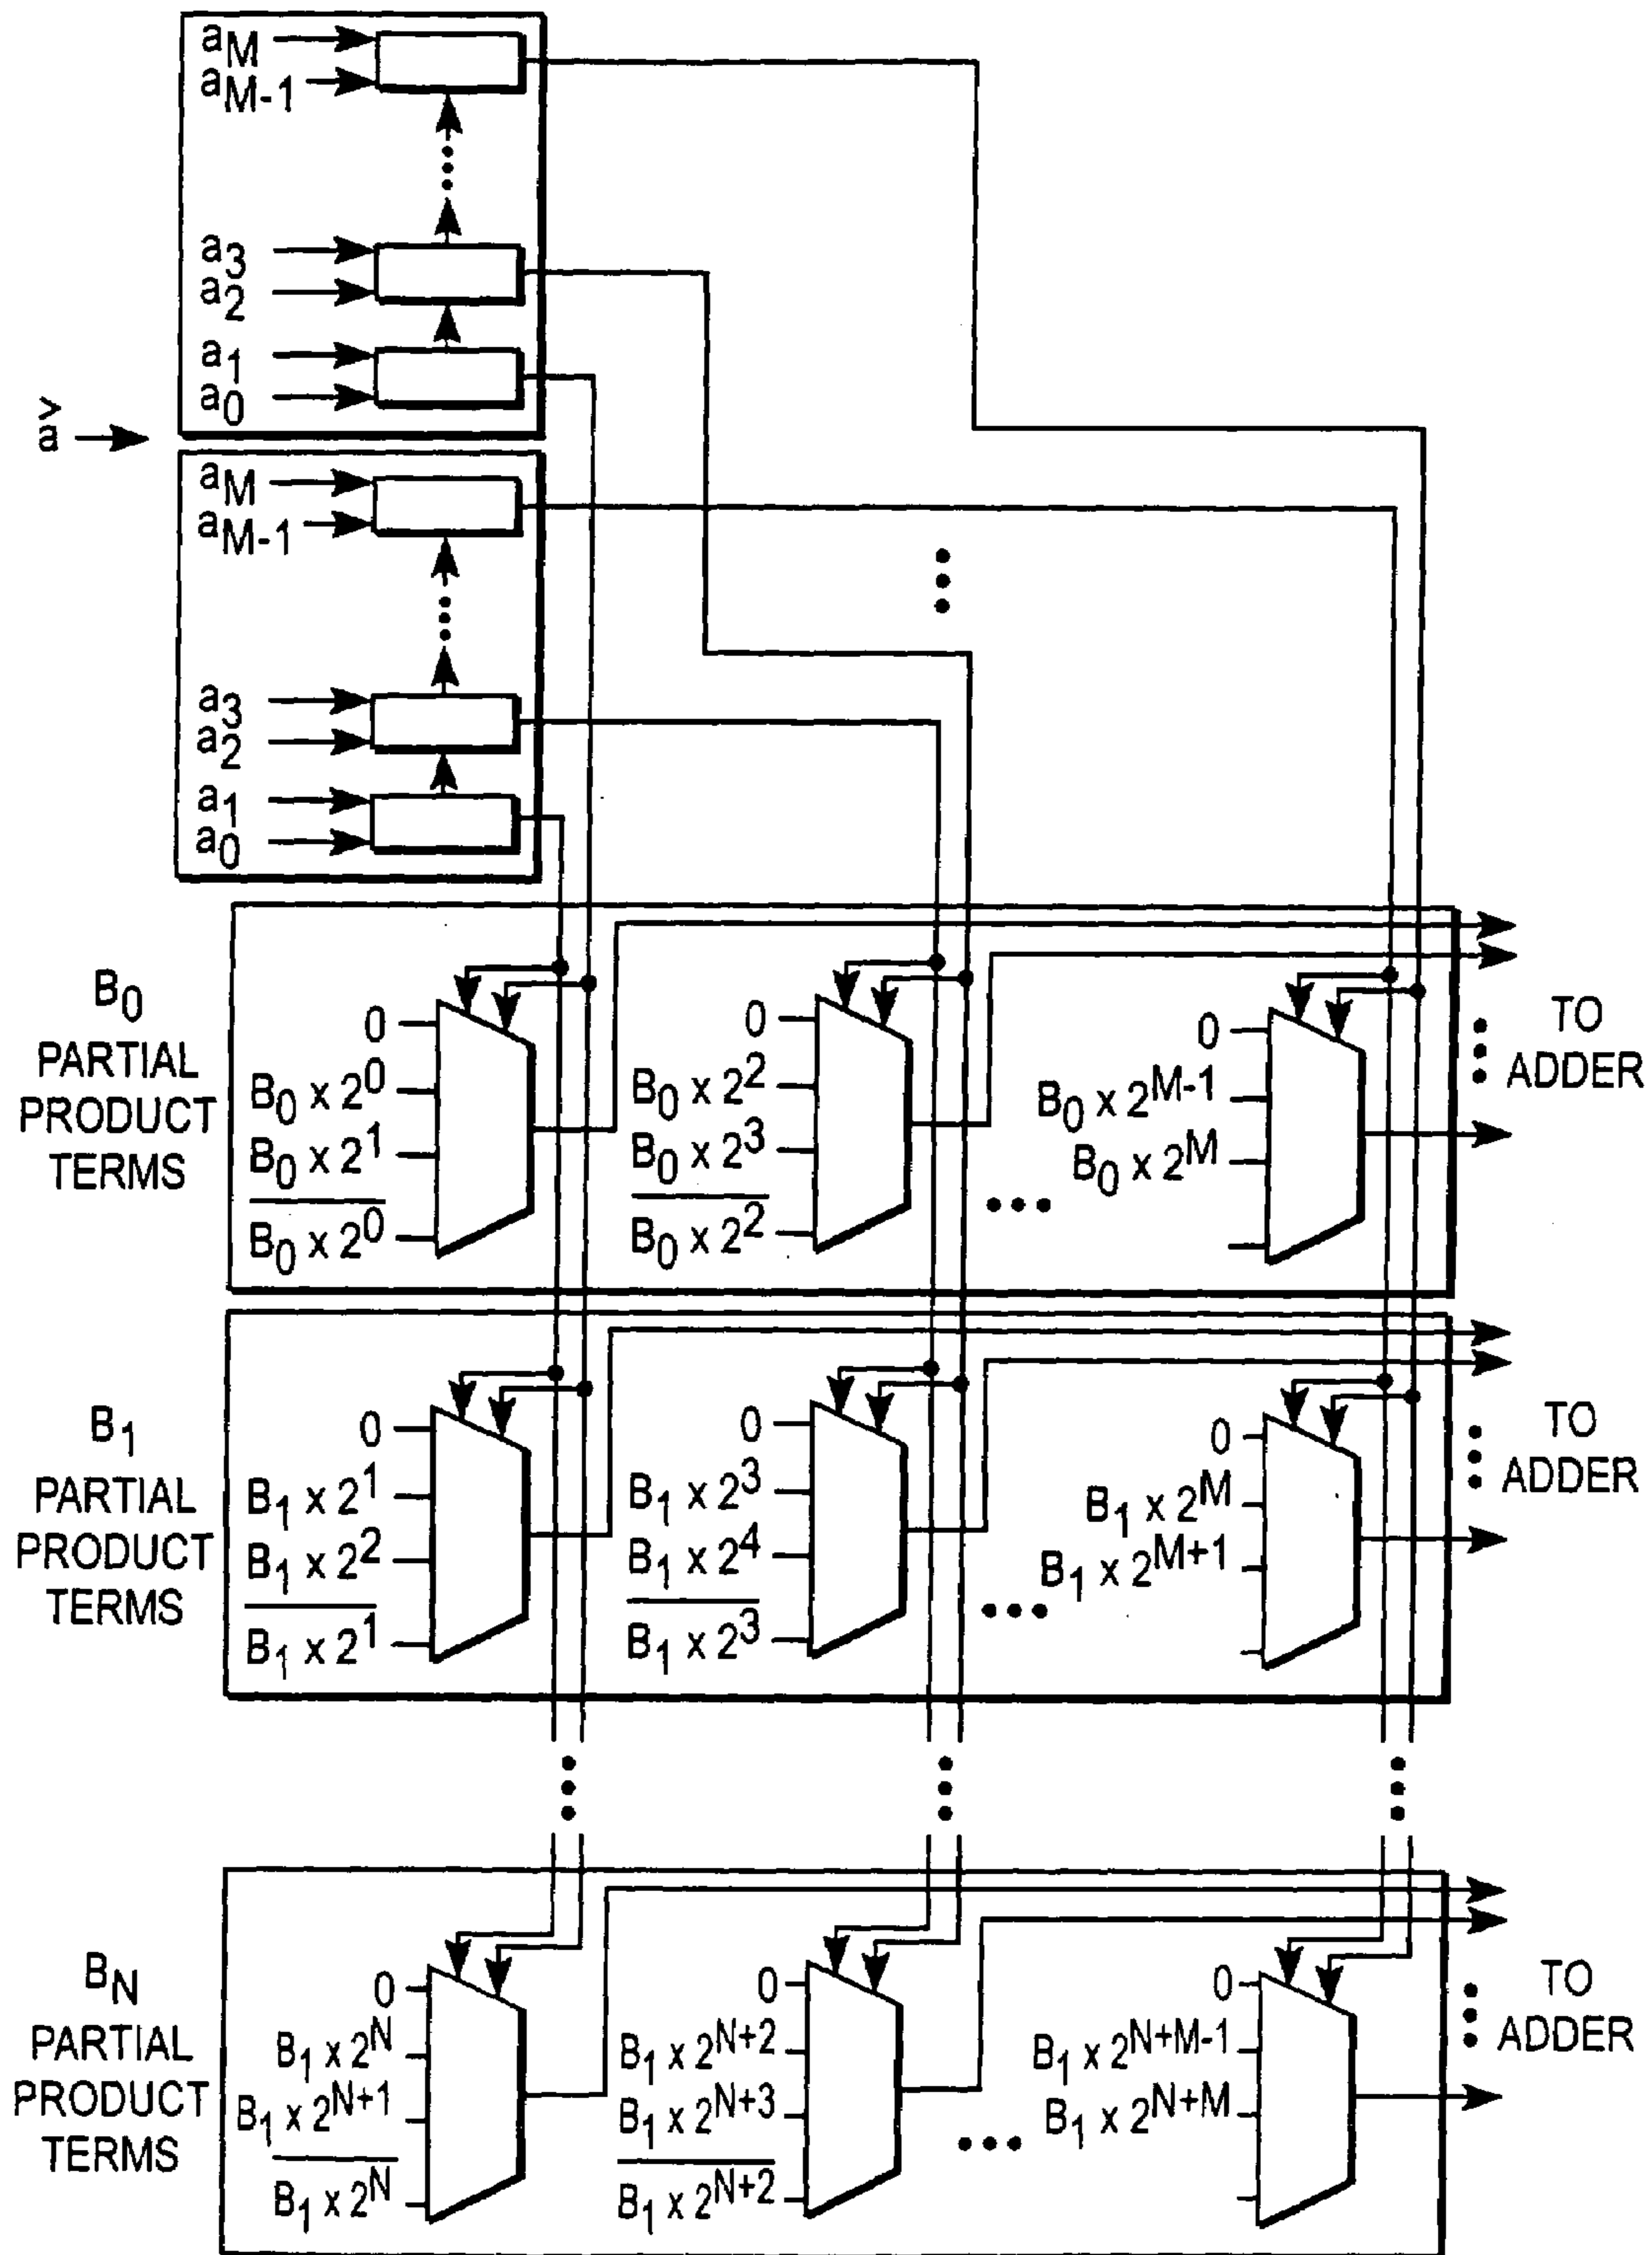 aM
aM-1
a3
a2
a1
a0
ǎ
aM
aM-1
a3
a2
a1
a0
B0
PARTIAL
PRODUCT
TERMS
0
B0 x 2^0
B0 x 2^1
B0 x 2^0
0
B0 x 2^2
B0 x 2^3
B0 x 2^2
0
B0 x 2^M-1
B0 x 2^M
TO
ADDER
B1
PARTIAL
PRODUCT
TERMS
0
B1 x 2^1
B1 x 2^2
B1 x 2^1
0
B1 x 2^3
B1 x 2^4
B1 x 2^3
0
B1 x 2^M
B1 x 2^M+1
TO
ADDER
BN
PARTIAL
PRODUCT
TERMS
0
B1 x 2^N
B1 x 2^N+1
B1 x 2^N
0
B1 x 2^N+2
B1 x 2^N+3
B1 x 2^N+2
0
B1 x 2^N+M-1
B1 x 2^N+M
TO
ADDER